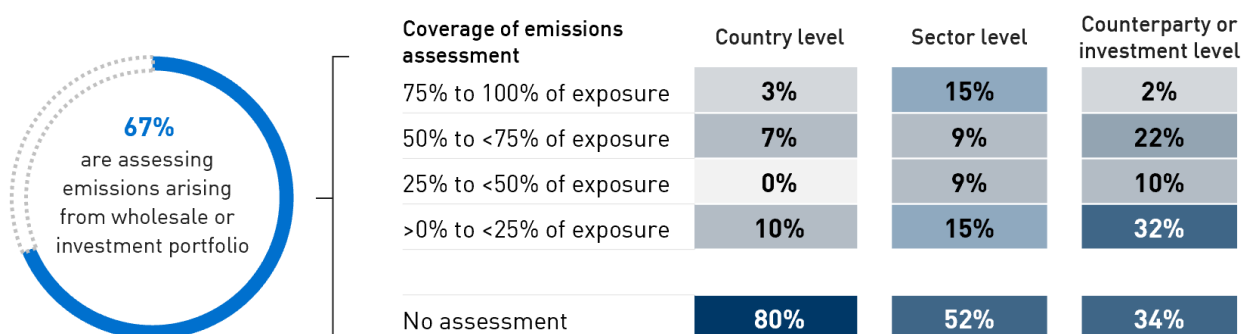 67%
are assessing
emissions arising
from wholesale or
investment portfolio
Coverage of emissions
assessment
Country level
Sector level
Counterparty or
investment level
75% to 100% of exposure 3% 15% 2%
50% to <75% of exposure 7% 9% 22%
25% to <50% of exposure 0% 9% 10%
>0% to <25% of exposure 10% 15% 32%
No assessment 80% 52% 34%